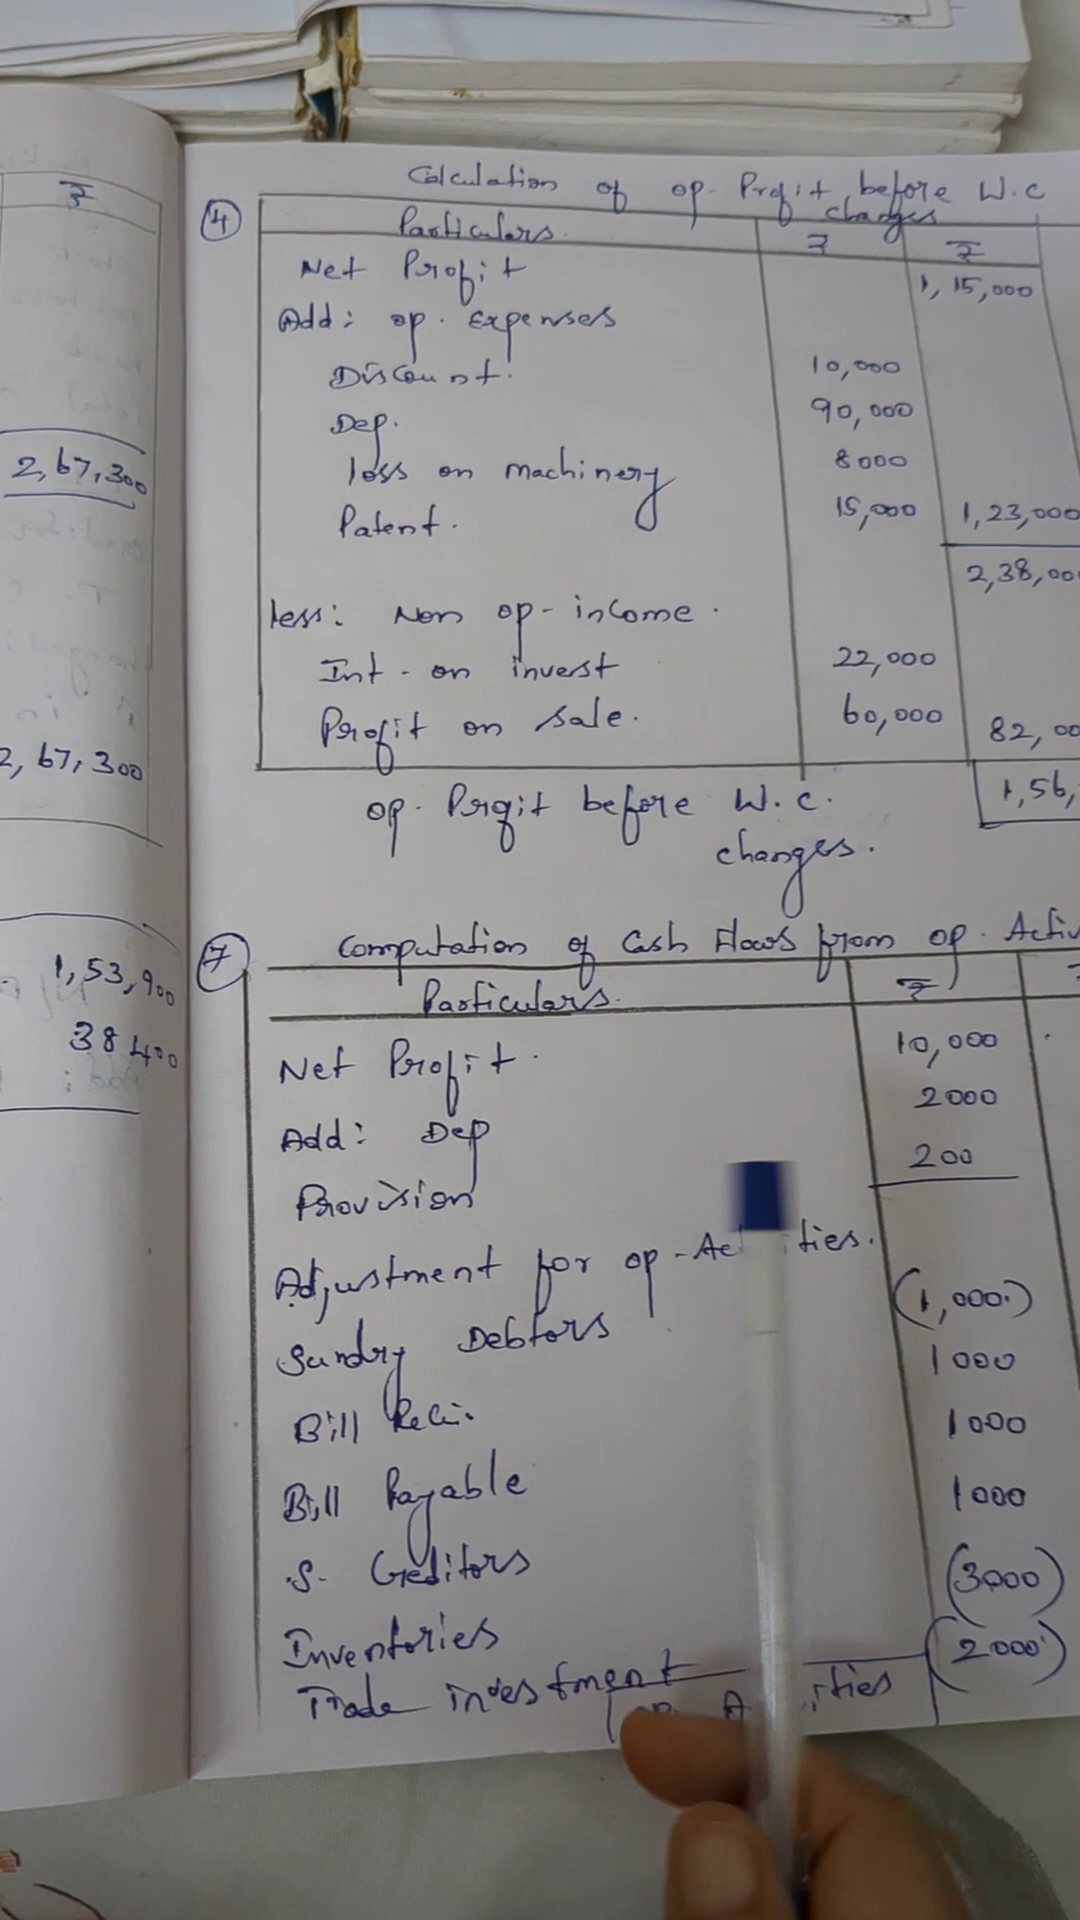 ₹
2,67,300
2,67,300
1,53,900
38400
Calculation of op. Profit before W.C
changes
④
Particulars. ₹ ₹
Net Profit 1,15,000
Add: op. Expenses
Discount. 10,000
Dep. 90,000
loss on machinery 8000
Patent. 15,000 1,23,000
2,38,00
less: Non op- income.
Int- on invest 22,000
Profit on sale. 60,000 82,00
op. Profit before W.C. 1,56,
changes.
⑦ Computation of Cash Flows from op. Activ
Particulars. ₹
Net Profit. 10,000
Add: Dep 2000
Provision 200
Adjustment for op-Ac ties.
Sundry Debtors (1,000)
Bill Recei. 1000
Bill Payable 1000
S. Creditors 1000
Inventories (3000)
Trade investment (2000)
ities